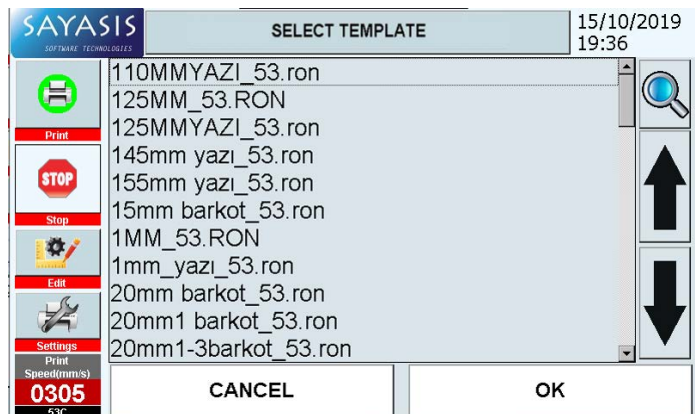 SAYASIS
SOFTWARE TECHNOLOGIES
SELECT TEMPLATE
15/10/2019
19:36
Print
Stop
STOP
Edit
Settings
Print
Speed(mm/s)
0305
53C
110MMYAZI_53.ron
125MM_53.RON
125MMYAZI_53.ron
145mm yazı_53.ron
155mm yazı_53.ron
15mm barkot_53.ron
1MM_53.RON
1mm_yazı_53.ron
20mm barkot_53.ron
20mm1 barkot_53.ron
20mm1-3barkot_53.ron
CANCEL
OK